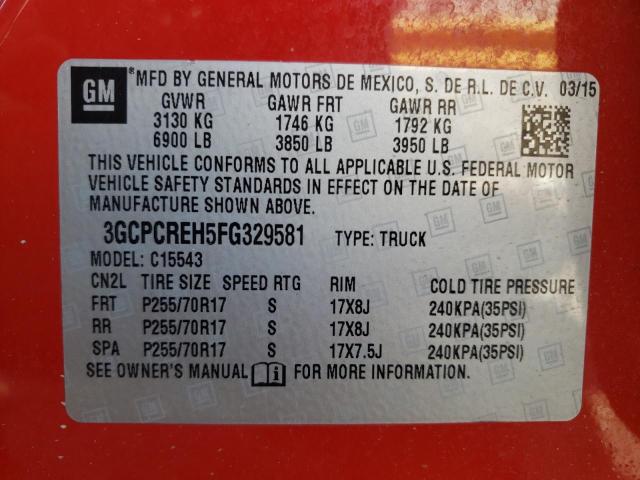 GM
® MFD BY GENERAL MOTORS DE MEXICO, S. DE R.L. DE C.V. 03/15
GVWR GAWR FRT GAWR RR
3130 KG 1746 KG 1792 KG
6900 LB 3850 LB 3950 LB
THIS VEHICLE CONFORMS TO ALL APPLICABLE U.S. FEDERAL MOTOR
VEHICLE SAFETY STANDARDS IN EFFECT ON THE DATE OF
MANUFACTURE SHOWN ABOVE.
3GCPCREH5FG329581 TYPE: TRUCK
MODEL: C15543
CN2L TIRE SIZE SPEED RTG RIM COLD TIRE PRESSURE
FRT P255/70R17 S 17X8J 240KPA(35PSI)
RR P255/70R17 S 17X8J 240KPA(35PSI)
SPA P255/70R17 S 17X7.5J 240KPA(35PSI)
SEE OWNER'S MANUAL i FOR MORE INFORMATION.